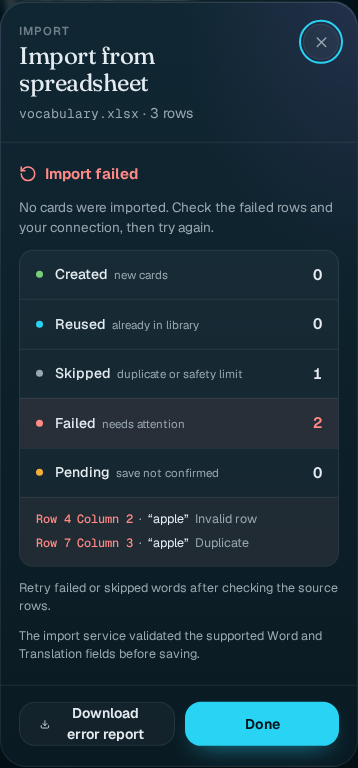 IMPORT
Import from
spreadsheet
vocabulary.xlsx · 3 rows
Import failed
No cards were imported. Check the failed rows and
your connection, then try again.
Created new cards 0
Reused already in library 0
Skipped duplicate or safety limit 1
Failed needs attention 2
Pending save not confirmed 0
Row 4 Column 2 · “apple” Invalid row
Row 7 Column 3 · “apple” Duplicate
Retry failed or skipped words after checking the source
rows.
The import service validated the supported Word and
Translation fields before saving.
Download
error report
Done